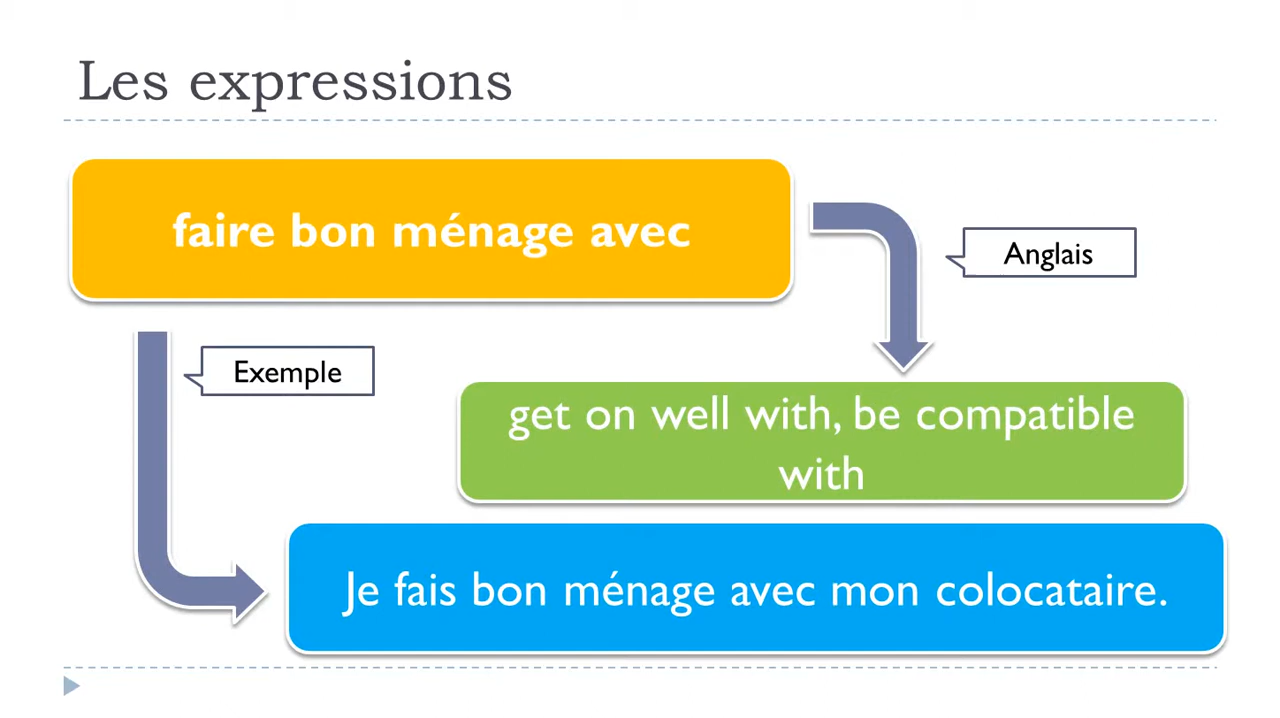 Les expressions
faire bon ménage avec
Anglais
Exemple
get on well with, be compatible
with
Je fais bon ménage avec mon colocataire.